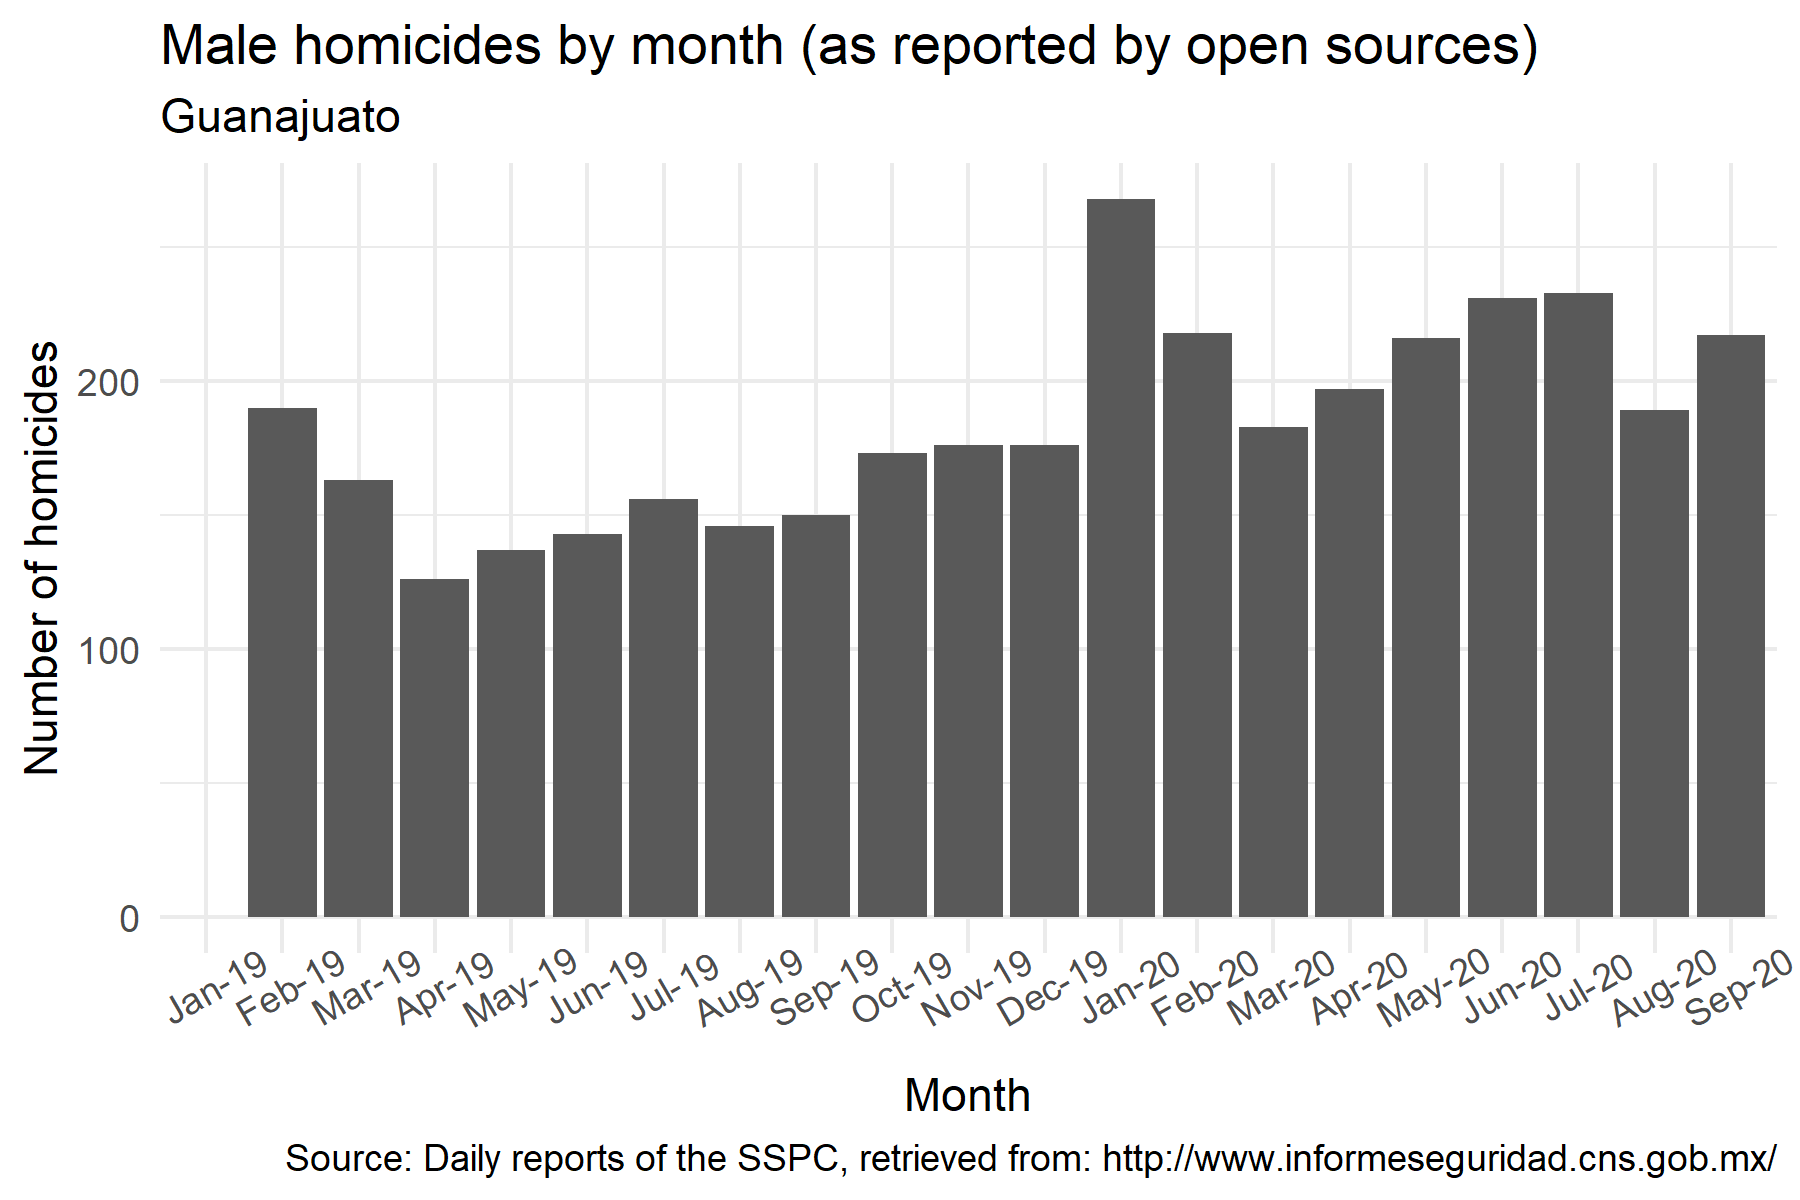 Male homicides by month (as reported by open sources)
Guanajuato
Number of homicides
200
100
0
Jan-19
Feb-19
Mar-19
Apr-19
May-19
Jun-19
Jul-19
Aug-19
Sep-19
Oct-19
Nov-19
Dec-19
Jan-20
Feb-20
Mar-20
Apr-20
May-20
Jun-20
Jul-20
Aug-20
Sep-20
Month
Source: Daily reports of the SSPC, retrieved from: http://www.informeseguridad.cns.gob.mx/